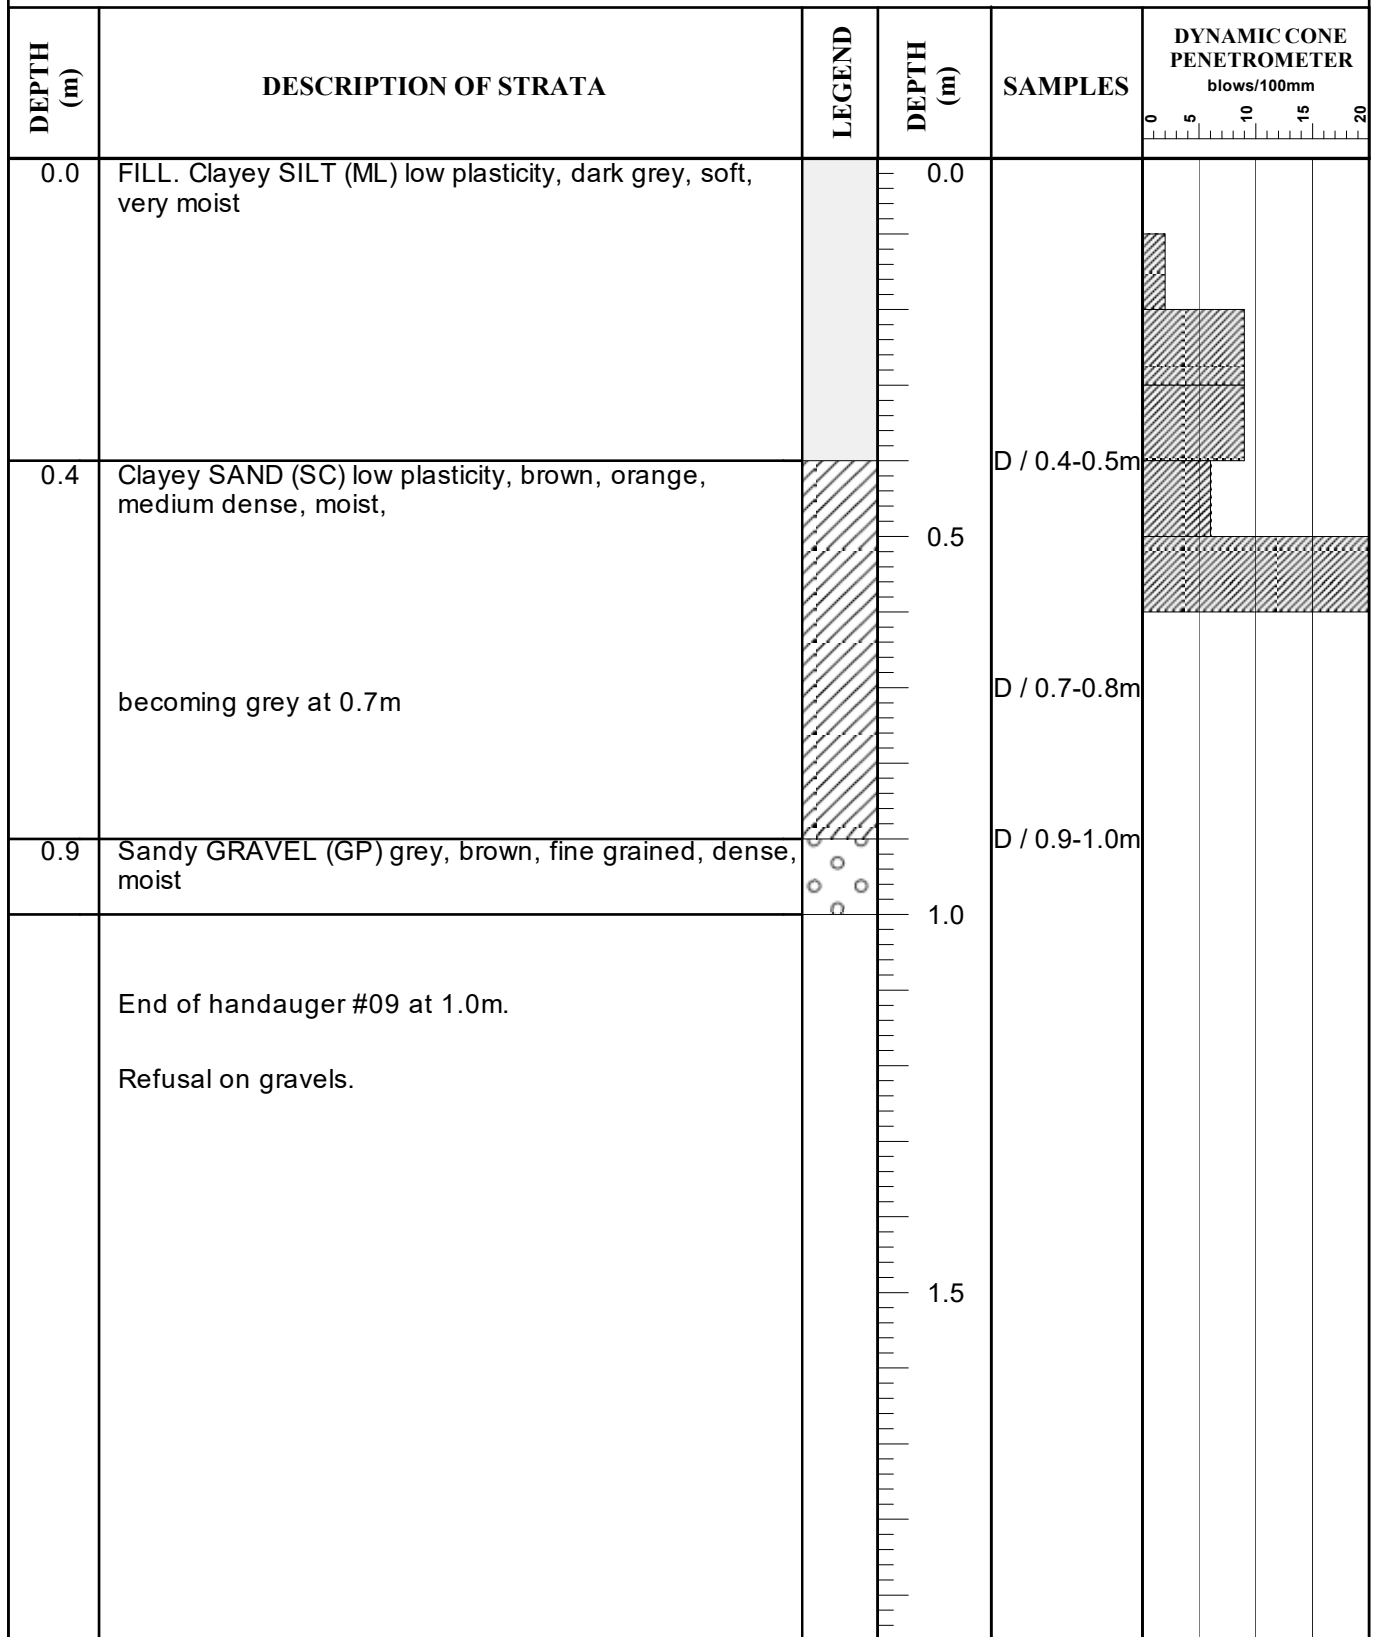 DEPTH
(m)
DESCRIPTION OF STRATA
LEGEND
DEPTH
(m)
SAMPLES
DYNAMIC CONE
PENETROMETER
blows/100mm
0 5 10 15 20
0.0 FILL. Clayey SILT (ML) low plasticity, dark grey, soft, 0.0
very moist
D / 0.4-0.5m
0.4 Clayey SAND (SC) low plasticity, brown, orange,
medium dense, moist,
0.5
becoming grey at 0.7m D / 0.7-0.8m
D / 0.9-1.0m
0.9 Sandy GRAVEL (GP) grey, brown, fine grained, dense,
moist
1.0
End of handauger #09 at 1.0m.
Refusal on gravels.
1.5